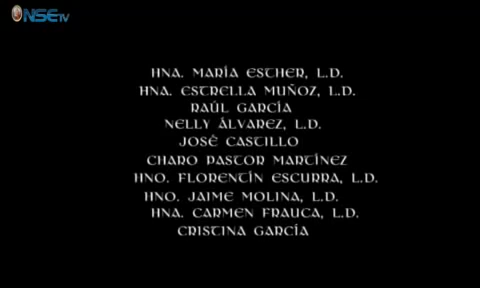 NSETV
HNA. MARÍA ESTHER, L.D.
HNA. ESTRELLA MUÑOZ, L.D.
RAÚL GARCÍA
NELLY ÁLVAREZ, L.D.
JOSÉ CASTILLO
CHARO PASTOR MARTÍNEZ
HNO. FLORENTÍN ESCURRA, L.D.
HNO. JAIME MOLINA, L.D.
HNA. CARMEN FRAUCA, L.D.
CRISTINA GARCÍA